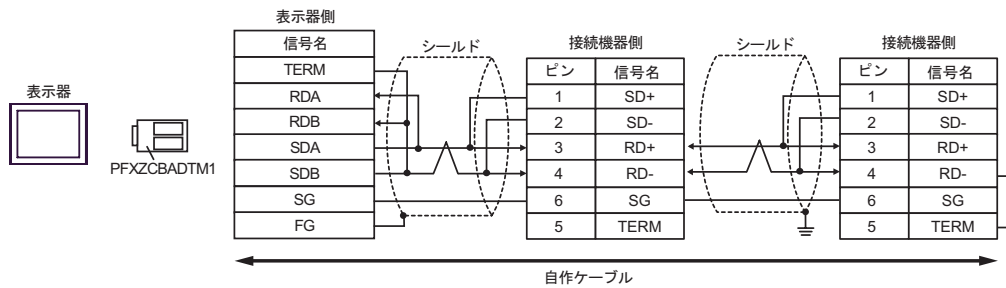 表示器
PFXZCBADTM1
表示器側
信号名
TERM
RDA
RDB
SDA
SDB
SG
FG
シールド
接続機器側
ピン 信号名
1 SD+
2 SD-
3 RD+
4 RD-
6 SG
5 TERM
シールド
接続機器側
ピン 信号名
1 SD+
2 SD-
3 RD+
4 RD-
6 SG
5 TERM
自作ケーブル